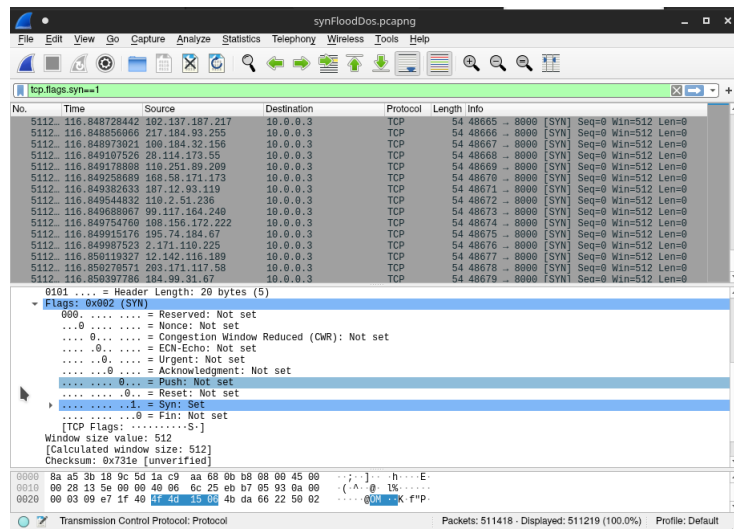 synFloodDos.pcapng
File Edit View Go Capture Analyze Statistics Telephony Wireless Tools Help
tcp.flags.syn==1
No. Time Source Destination Protocol Length Info
5112… 116.848728442 102.137.187.217 10.0.0.3 TCP 54 48665 → 8000 [SYN] Seq=0 Win=512 Len=0
5112… 116.848856066 217.184.93.255 10.0.0.3 TCP 54 48666 → 8000 [SYN] Seq=0 Win=512 Len=0
5112… 116.848973021 100.184.32.156 10.0.0.3 TCP 54 48667 → 8000 [SYN] Seq=0 Win=512 Len=0
5112… 116.849107526 28.114.173.55 10.0.0.3 TCP 54 48668 → 8000 [SYN] Seq=0 Win=512 Len=0
5112… 116.849178808 110.251.89.209 10.0.0.3 TCP 54 48669 → 8000 [SYN] Seq=0 Win=512 Len=0
5112… 116.849258689 168.58.171.173 10.0.0.3 TCP 54 48670 → 8000 [SYN] Seq=0 Win=512 Len=0
5112… 116.849382633 187.12.93.119 10.0.0.3 TCP 54 48671 → 8000 [SYN] Seq=0 Win=512 Len=0
5112… 116.849544832 110.2.51.236 10.0.0.3 TCP 54 48672 → 8000 [SYN] Seq=0 Win=512 Len=0
5112… 116.849688067 99.117.164.240 10.0.0.3 TCP 54 48673 → 8000 [SYN] Seq=0 Win=512 Len=0
5112… 116.849754760 108.156.172.222 10.0.0.3 TCP 54 48674 → 8000 [SYN] Seq=0 Win=512 Len=0
5112… 116.849915176 195.74.184.67 10.0.0.3 TCP 54 48675 → 8000 [SYN] Seq=0 Win=512 Len=0
5112… 116.849987523 2.171.110.225 10.0.0.3 TCP 54 48676 → 8000 [SYN] Seq=0 Win=512 Len=0
5112… 116.850119327 12.142.116.189 10.0.0.3 TCP 54 48677 → 8000 [SYN] Seq=0 Win=512 Len=0
5112… 116.850270571 203.171.117.58 10.0.0.3 TCP 54 48678 → 8000 [SYN] Seq=0 Win=512 Len=0
5112… 116.850397786 184.99.31.67 10.0.0.3 TCP 54 48679 → 8000 [SYN] Seq=0 Win=512 Len=0
0101 .... = Header Length: 20 bytes (5)
Flags: 0x002 (SYN)
000. .... .... = Reserved: Not set
...0 .... .... = Nonce: Not set
.... 0... .... = Congestion Window Reduced (CWR): Not set
.... .0.. .... = ECN-Echo: Not set
.... ..0. .... = Urgent: Not set
.... ...0 .... = Acknowledgment: Not set
.... .... 0... = Push: Not set
.... .... .0.. = Reset: Not set
.... .... ..1. = Syn: Set
.... .... ...0 = Fin: Not set
[TCP Flags: ··········S·]
Window size value: 512
[Calculated window size: 512]
Checksum: 0x731e [unverified]
0000 8a a5 3b 18 9c 5d 1a c9 aa 68 0b b8 08 00 45 00 ··;··]·· ·h····E·
0010 00 28 13 5e 00 00 40 06 6c 25 eb b7 05 93 0a 00 ·(·^··@· l%······
0020 00 03 09 e7 1f 40 4f 4d 15 06 4b da 66 22 50 02 ·····@OM ··K·f"P·
Transmission Control Protocol: Protocol Packets: 511418 · Displayed: 511219 (100.0%) Profile: Default